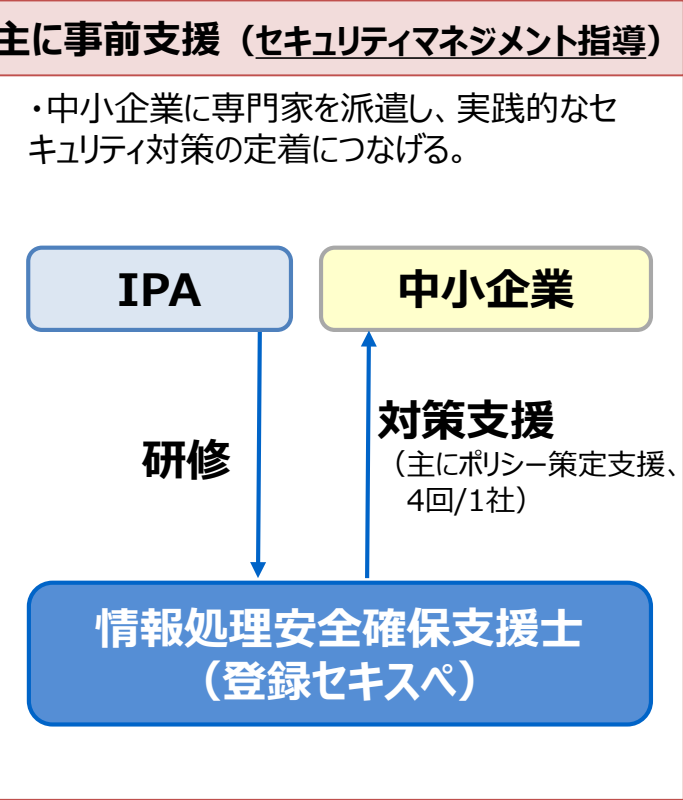 主に事前支援（セキュリティマネジメント指導）
・中小企業に専門家を派遣し、実践的なセ
キュリティ対策の定着につなげる。
IPA
中小企業
研修
対策支援
（主にポリシー策定支援、
4回/1社）
情報処理安全確保支援士
（登録セキスペ）